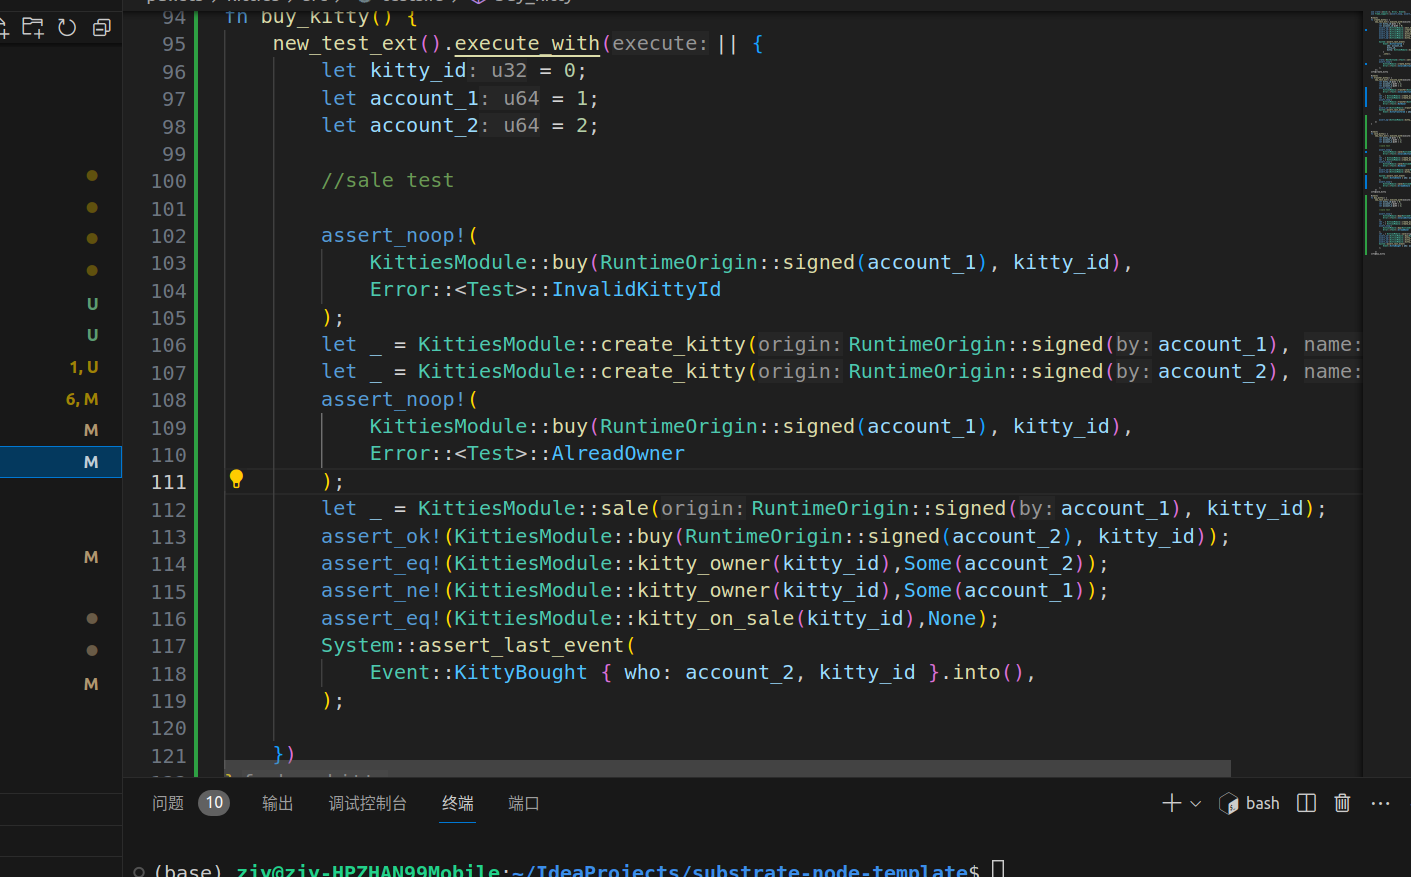 94 fn buy_kitty() {
95 new_test_ext().execute_with(execute: || {
96 let kitty_id: u32 = 0;
97 let account_1: u64 = 1;
98 let account_2: u64 = 2;
99
100 //sale test
101
102 assert_noop!(
103 KittiesModule::buy(RuntimeOrigin::signed(account_1), kitty_id),
104 Error::<Test>::InvalidKittyId
105 );
106 let _ = KittiesModule::create_kitty(origin: RuntimeOrigin::signed(by: account_1), name:
107 let _ = KittiesModule::create_kitty(origin: RuntimeOrigin::signed(by: account_2), name:
108 assert_noop!(
109 KittiesModule::buy(RuntimeOrigin::signed(account_1), kitty_id),
110 Error::<Test>::AlreadOwner
111 );
112 let _ = KittiesModule::sale(origin: RuntimeOrigin::signed(by: account_1), kitty_id);
113 assert_ok!(KittiesModule::buy(RuntimeOrigin::signed(account_2), kitty_id));
114 assert_eq!(KittiesModule::kitty_owner(kitty_id),Some(account_2));
115 assert_ne!(KittiesModule::kitty_owner(kitty_id),Some(account_1));
116 assert_eq!(KittiesModule::kitty_on_sale(kitty_id),None);
117 System::assert_last_event(
118 Event::KittyBought { who: account_2, kitty_id }.into(),
119 );
120
121 })
U
U
1, U
6, M
M
M
M
M
问题 10 输出 调试控制台 终端 端口
bash
(base) ziy@ziy-HPZHAN99Mobile:~/IdeaProjects/substrate-node-template$